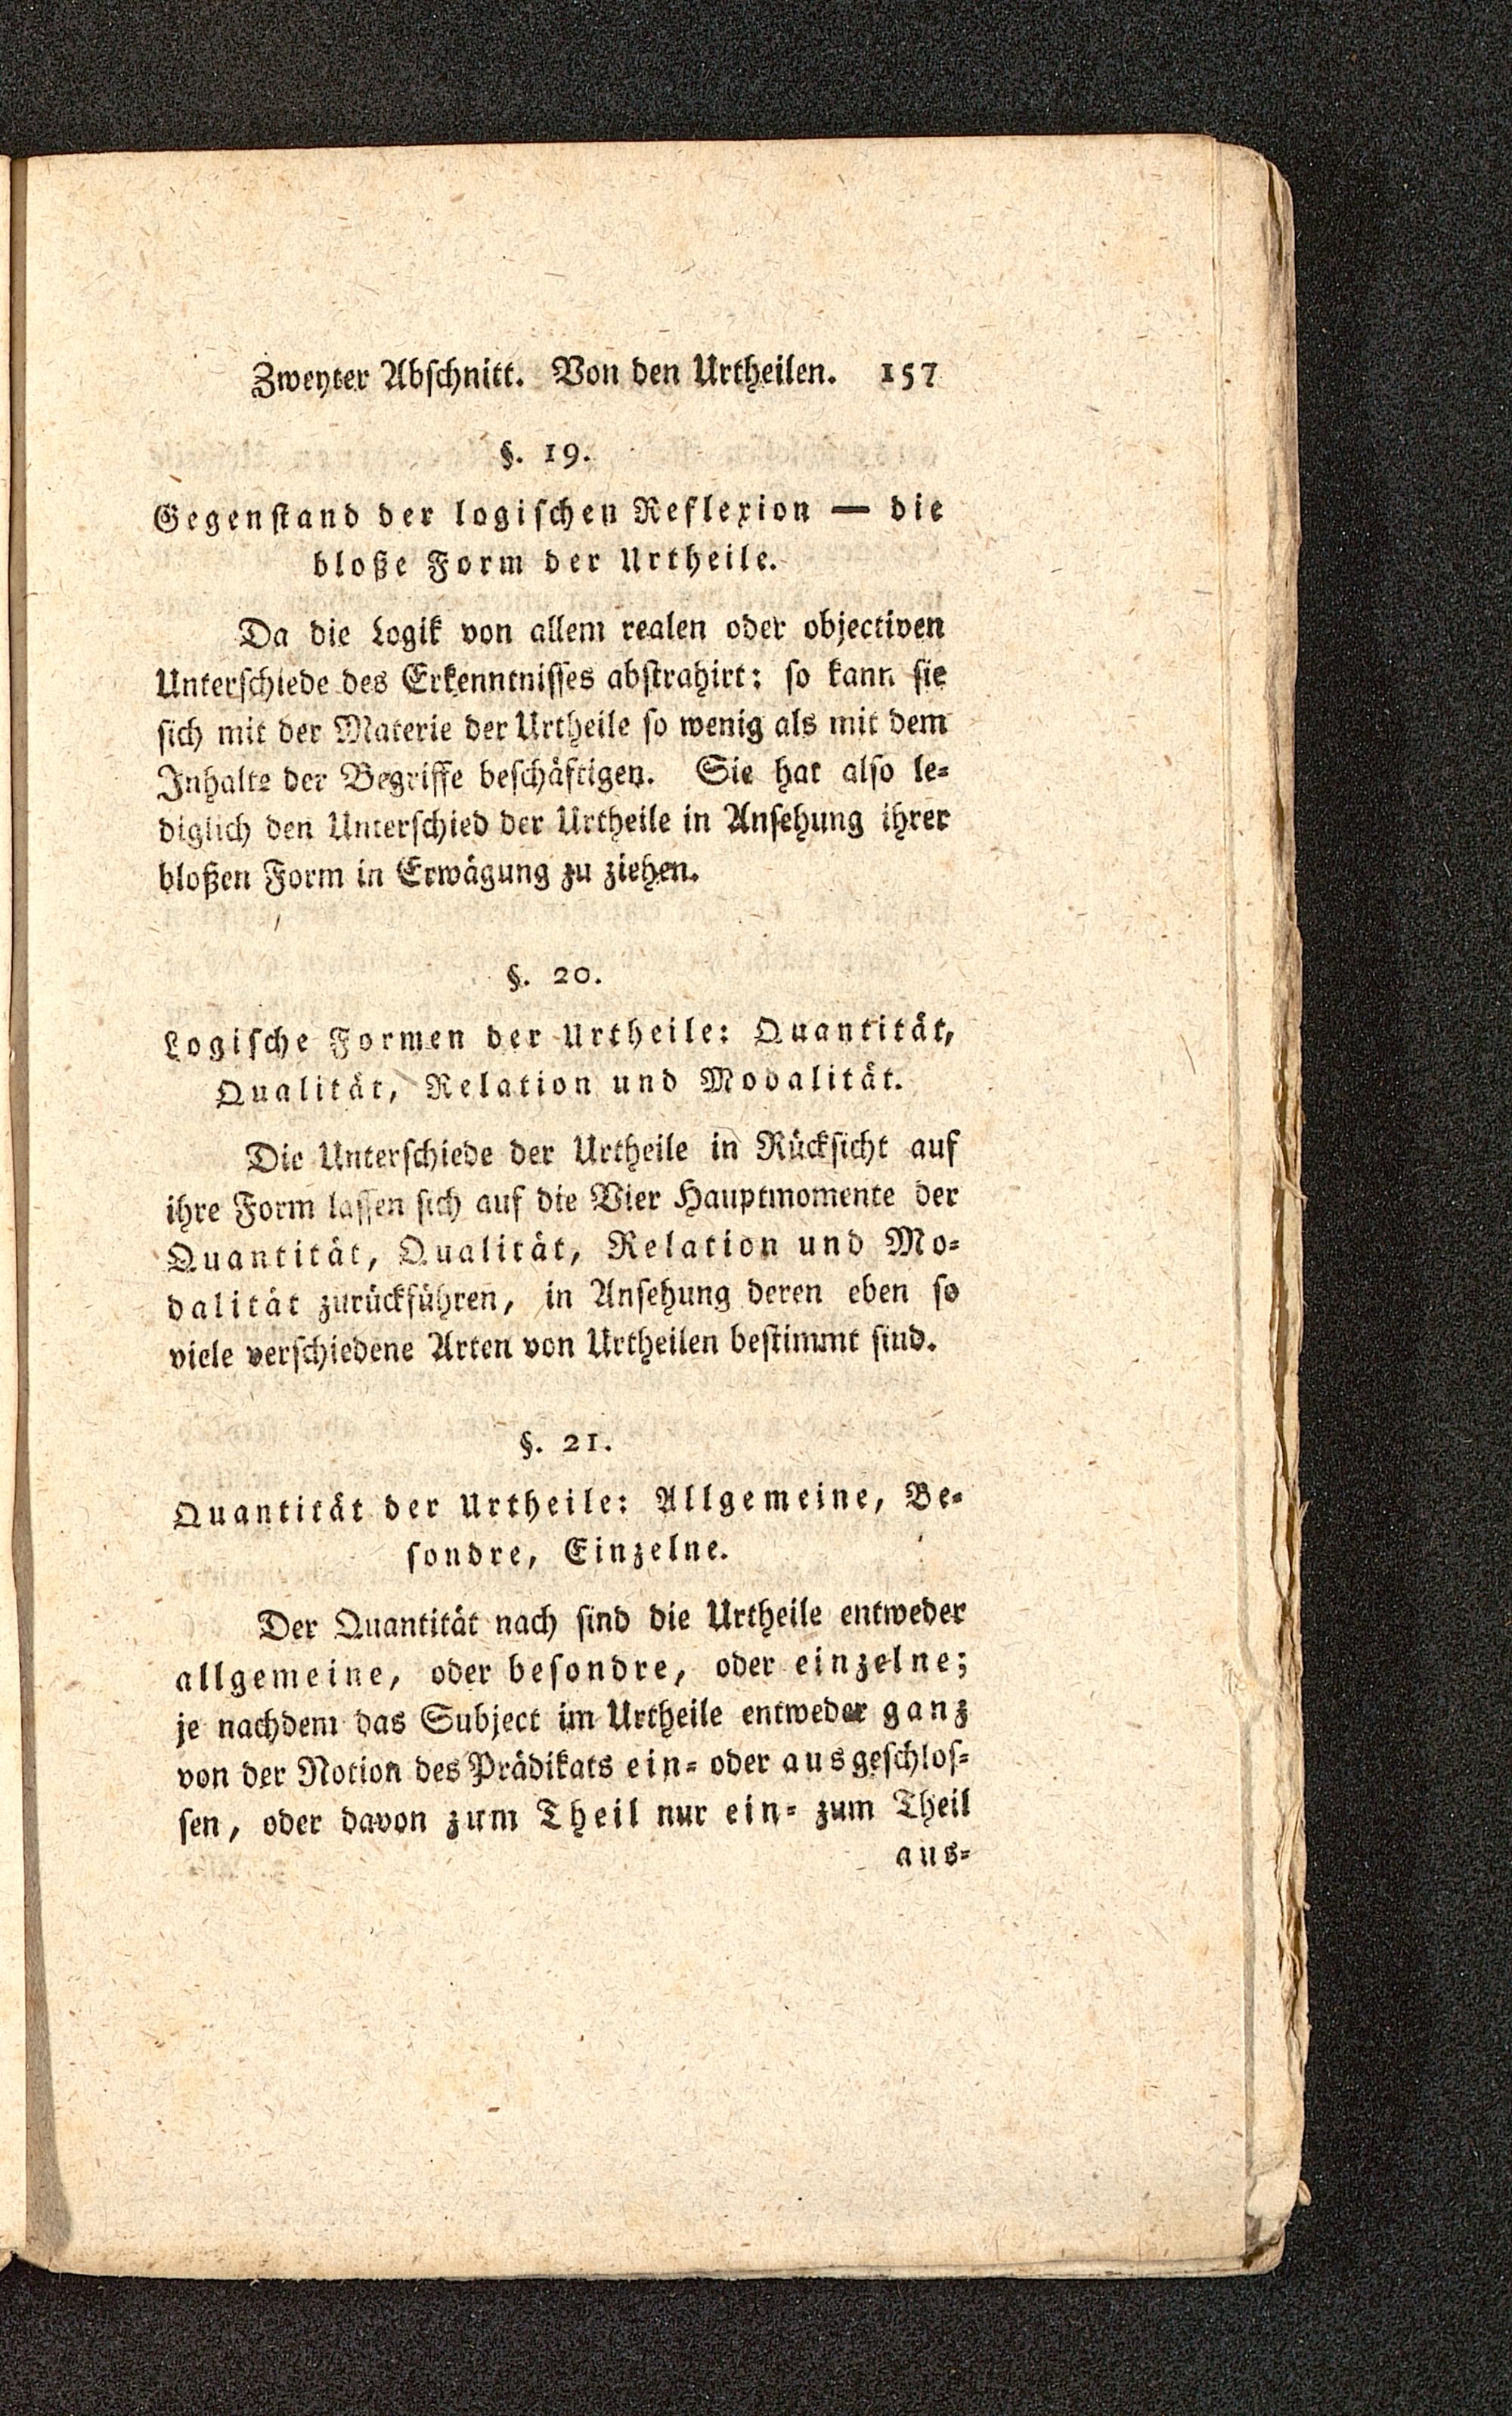 Zweyter Abschnitt. Von den Urtheilen. 157
§. 19.
Gegenstand der logischen Reflexion — die
bloße Form der Urtheile.
Da die Logik von allem realen oder objectiven
Unterschiede des Erkenntnisses abstrahirt: so kann sie
sich mit der Materie der Urtheile so wenig als mit dem
Inhalte der Begriffe beschäftigen. Sie hat also le-
diglich den Unterschied der Urtheile in Ansehung ihrer
bloßen Form in Erwägung zu ziehen.
§. 20.
Logische Formen der Urtheile: Quantität,
Qualität, Relation und Modalität.
Die Unterschiede der Urtheile in Rücksicht auf
ihre Form lassen sich auf die Vier Hauptmomente der
Quantität, Qualität, Relation und Mo-
dalität zurückführen, in Ansehung deren eben so
viele verschiedene Arten von Urtheilen bestimmt sind.
§. 21.
Quantität der Urtheile: Allgemeine, Be-
sondre, Einzelne.
Der Quantität nach sind die Urtheile entweder
allgemeine, oder besondre, oder einzelne;
je nachdem das Subject im Urtheile entweder ganz
von der Notion des Prädikats ein- oder ausgeschlos-
sen, oder davon zum Theil nur ein- zum Theil
aus-